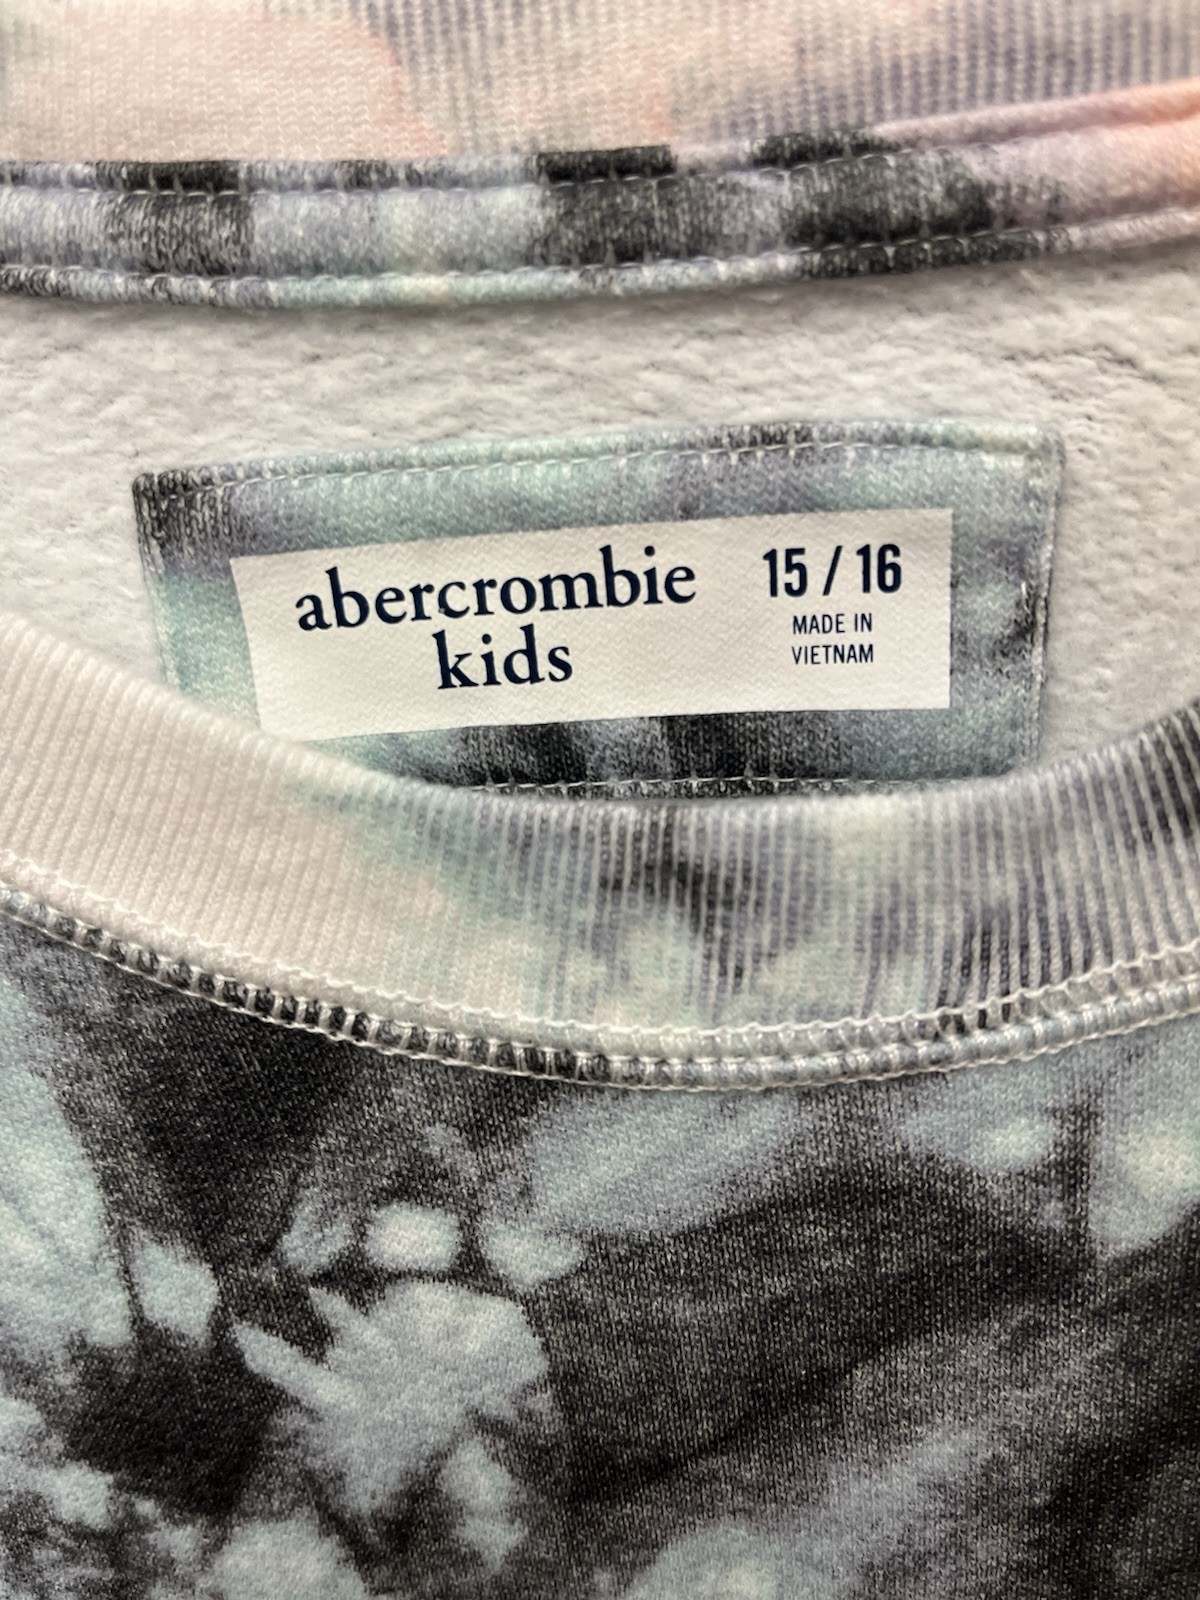 abercrombie
kids
15 / 16
MADE IN
VIETNAM